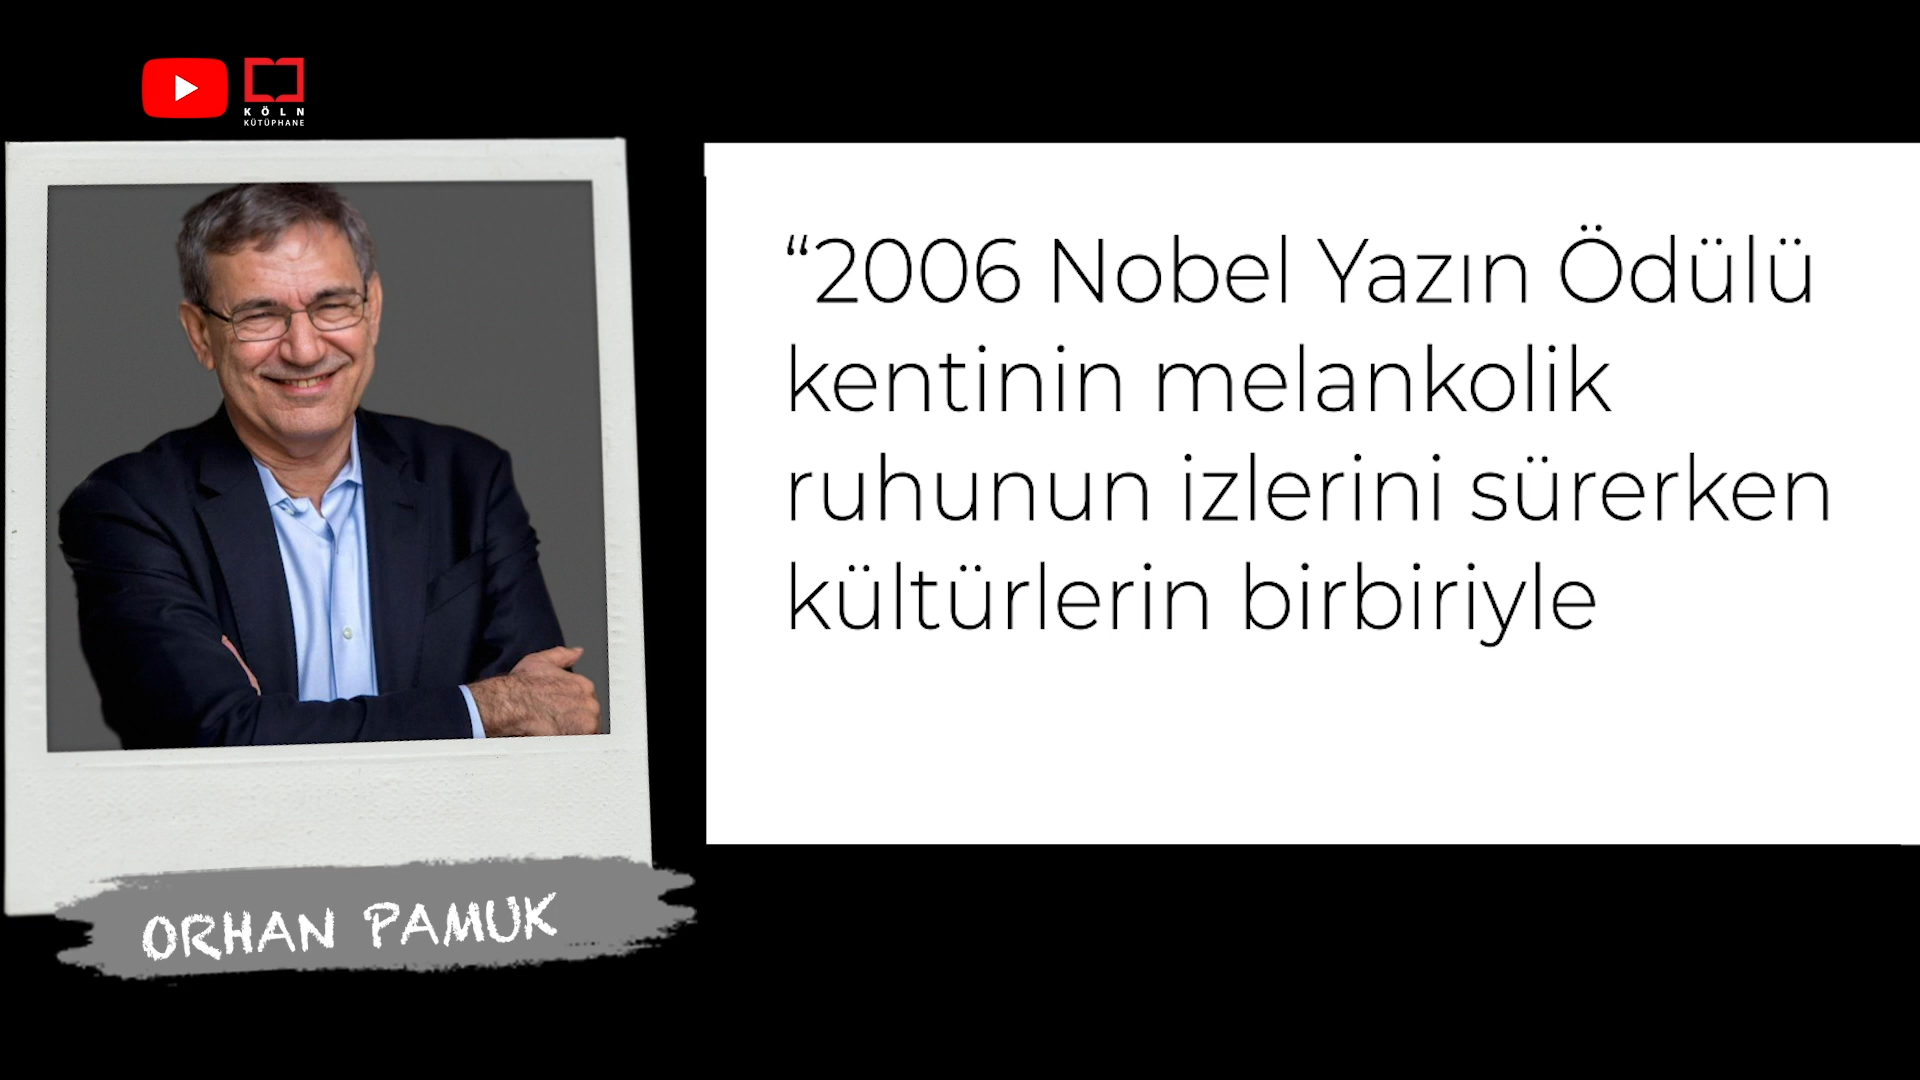 KÖLN
KÜTÜPHANE
“2006 Nobel Yazın Ödülü
kentinin melankolik
ruhunun izlerini sürerken
kültürlerin birbiriyle
ORHAN PAMUK